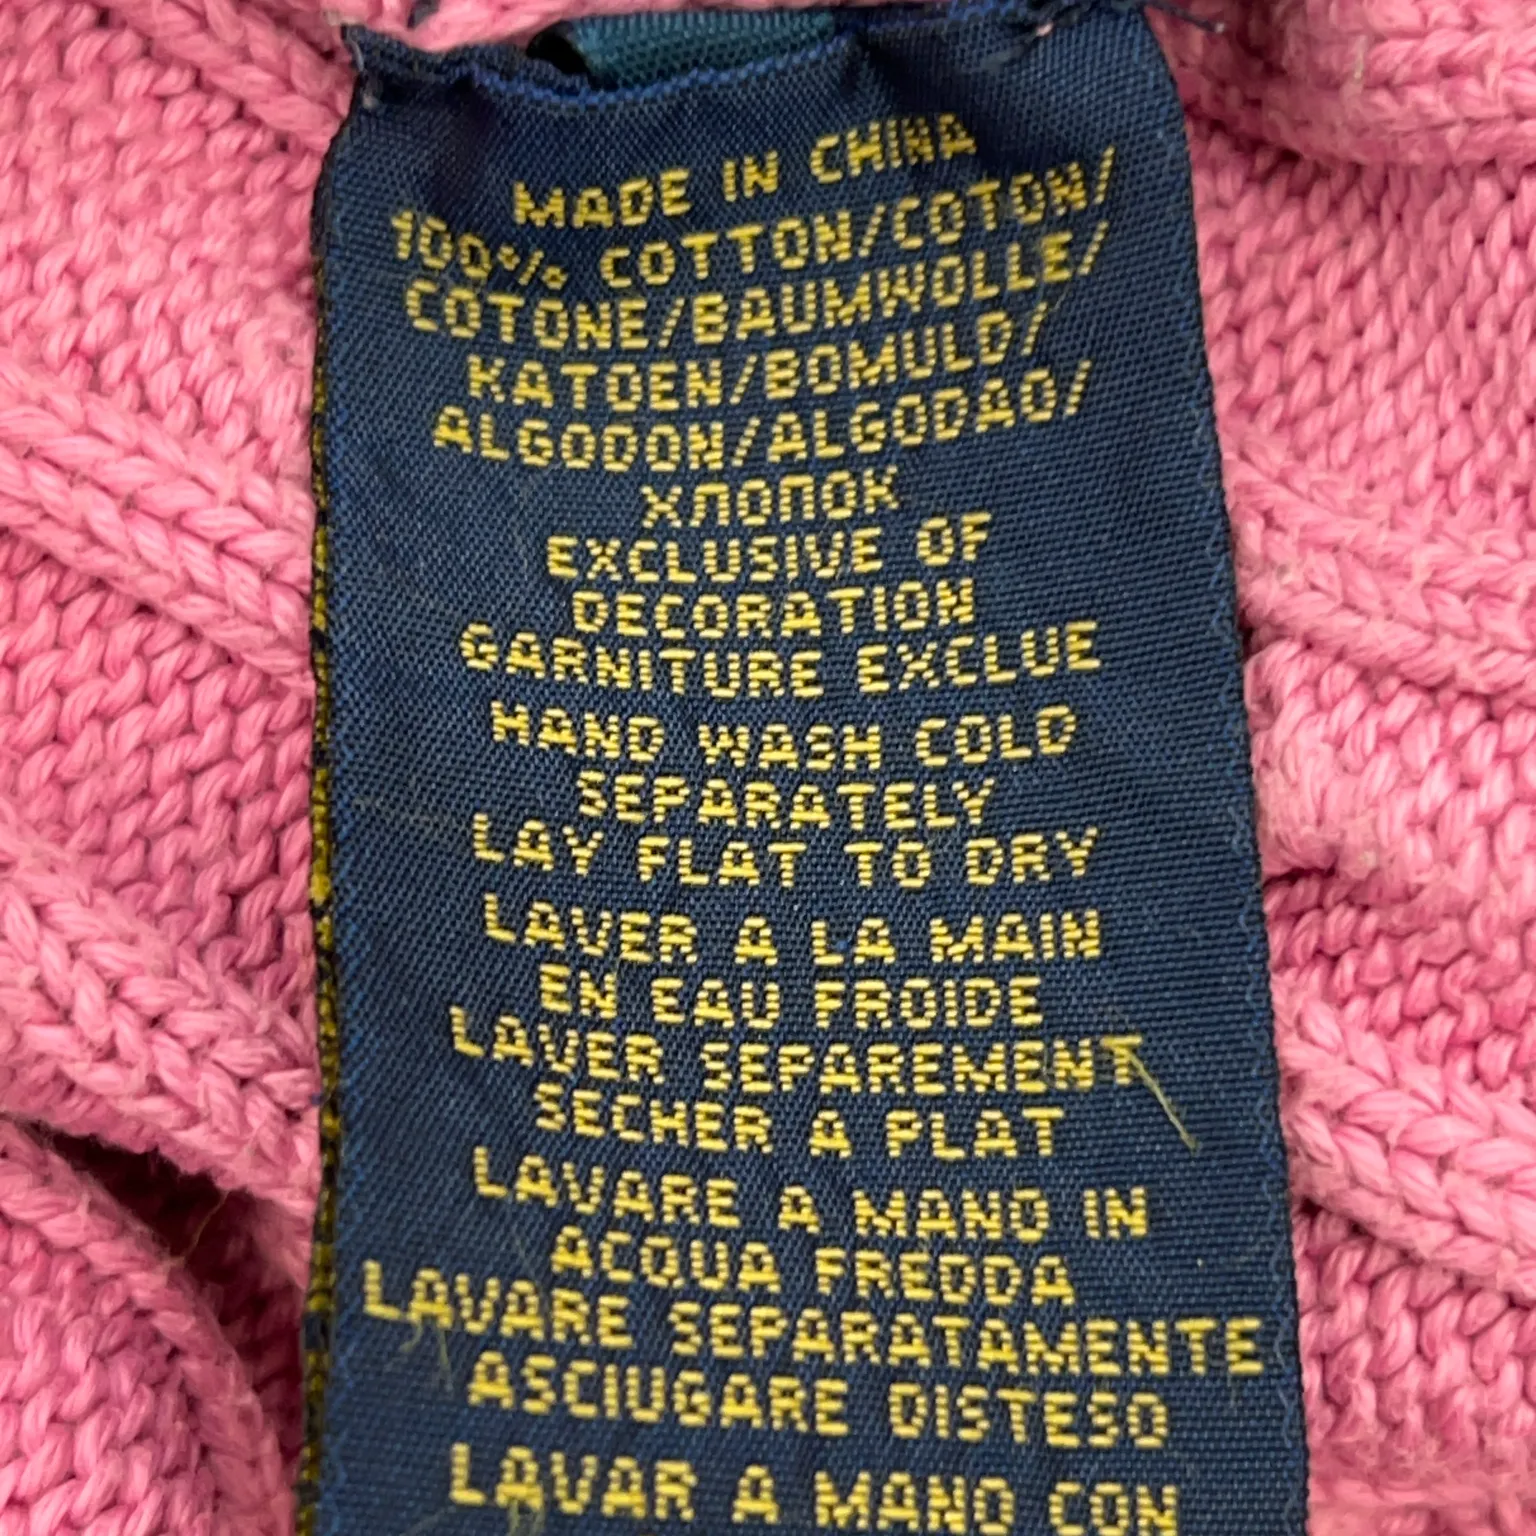 MADE IN CHINA
100% COTTON/COTON/
COTONE/BAUMWOLLE/
KATOEN/BOMULD/
ALGODON/ALGODAO/
ХЛОПОК
EXCLUSIVE OF
DECORATION
GARNITURE EXCLUE
HAND WASH COLD
SEPARATELY
LAY FLAT TO DRY
LAVER A LA MAIN
EN EAU FROIDE
LAVER SEPAREMENT
SECHER A PLAT
LAVARE A MANO IN
ACQUA FREDDA
LAVARE SEPARATAMENTE
ASCIUGARE DISTESO
LAVAR A MANO CON